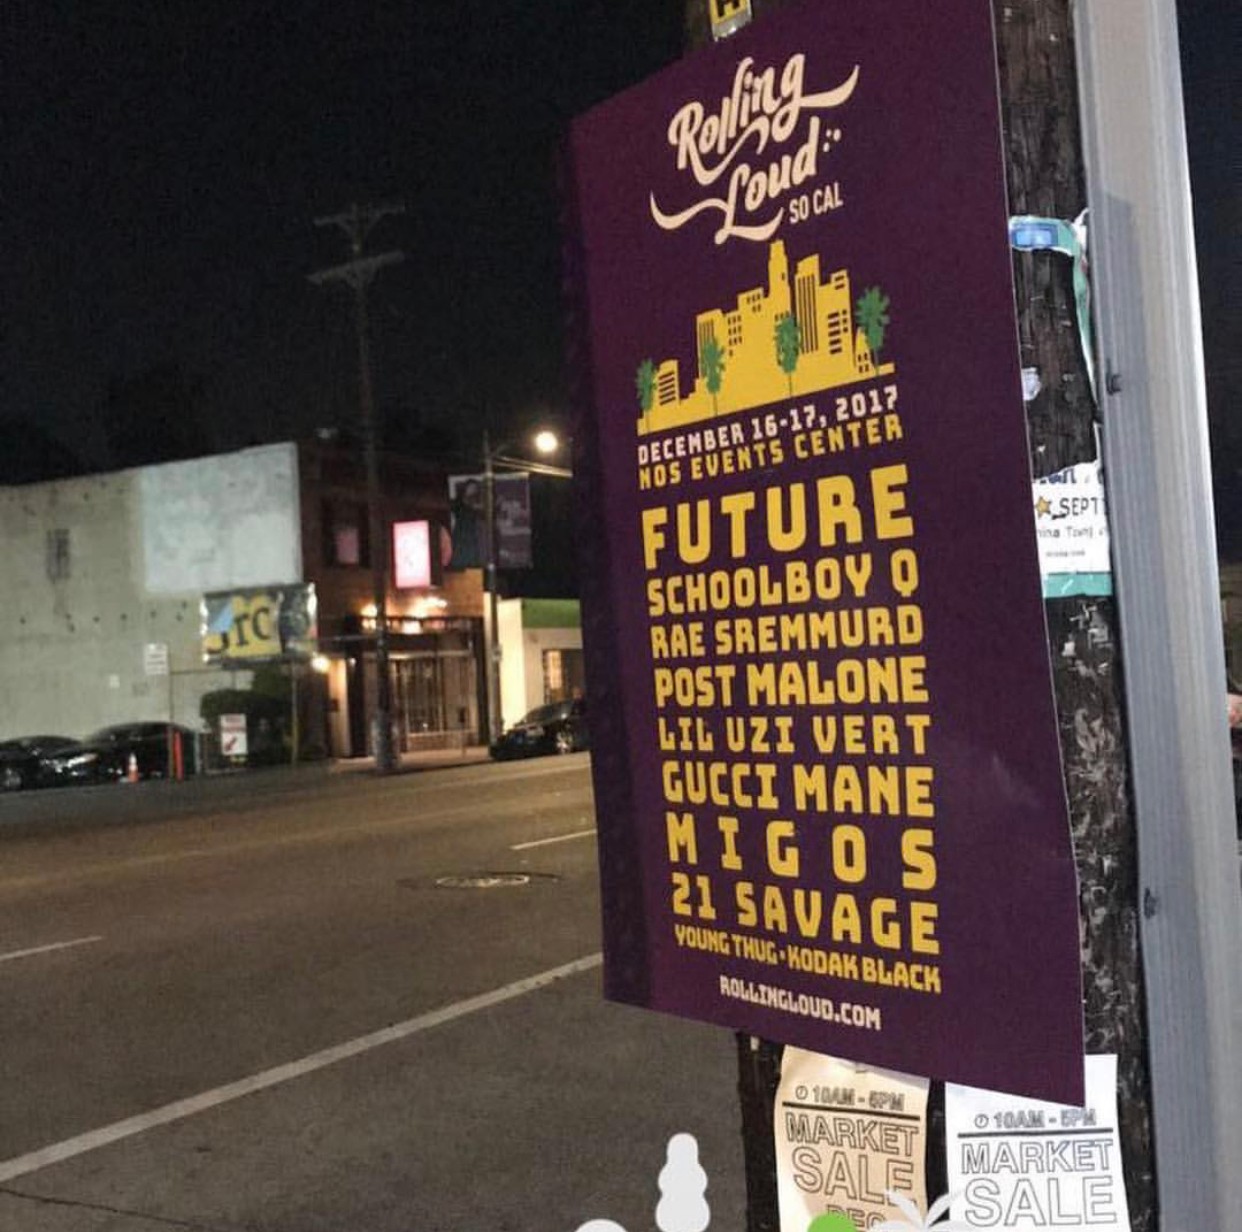 Rolling
Loud
SO CAL
DECEMBER 16-17, 2017
NOS EVENTS CENTER
FUTURE
SCHOOLBOY Q
RAE SREMMURD
POST MALONE
LIL UZI VERT
GUCCI MANE
MIGOS
21 SAVAGE
YOUNG THUG • KODAK BLACK
ROLLINGLOUD.COM
SEPT
10AM - 5PM
MARKET
SALE
DEC
10AM - 5PM
MARKET
SALE